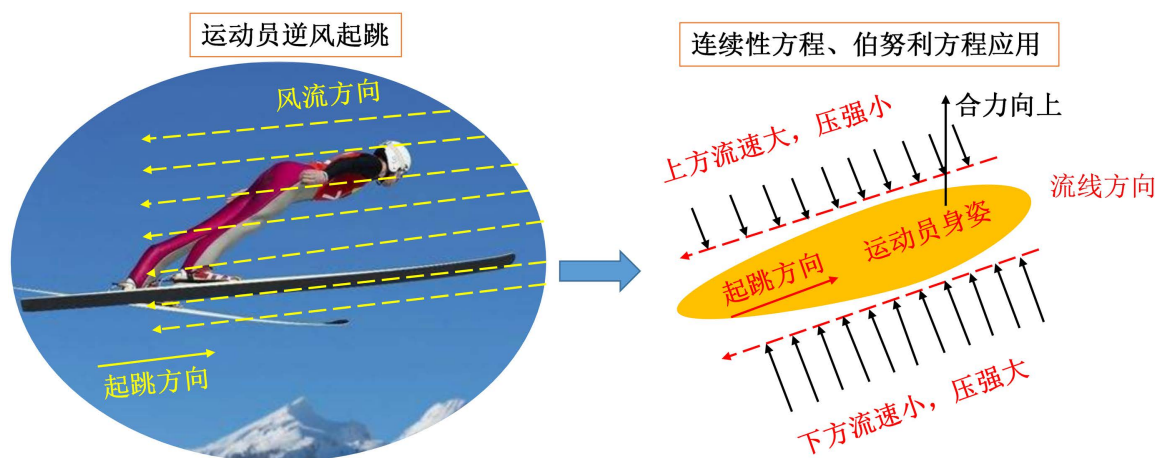 运动员逆风起跳
风流方向
起跳方向
连续性方程、伯努利方程应用
合力向上
上方流速大，压强小
流线方向
运动员身姿
起跳方向
下方流速小，压强大